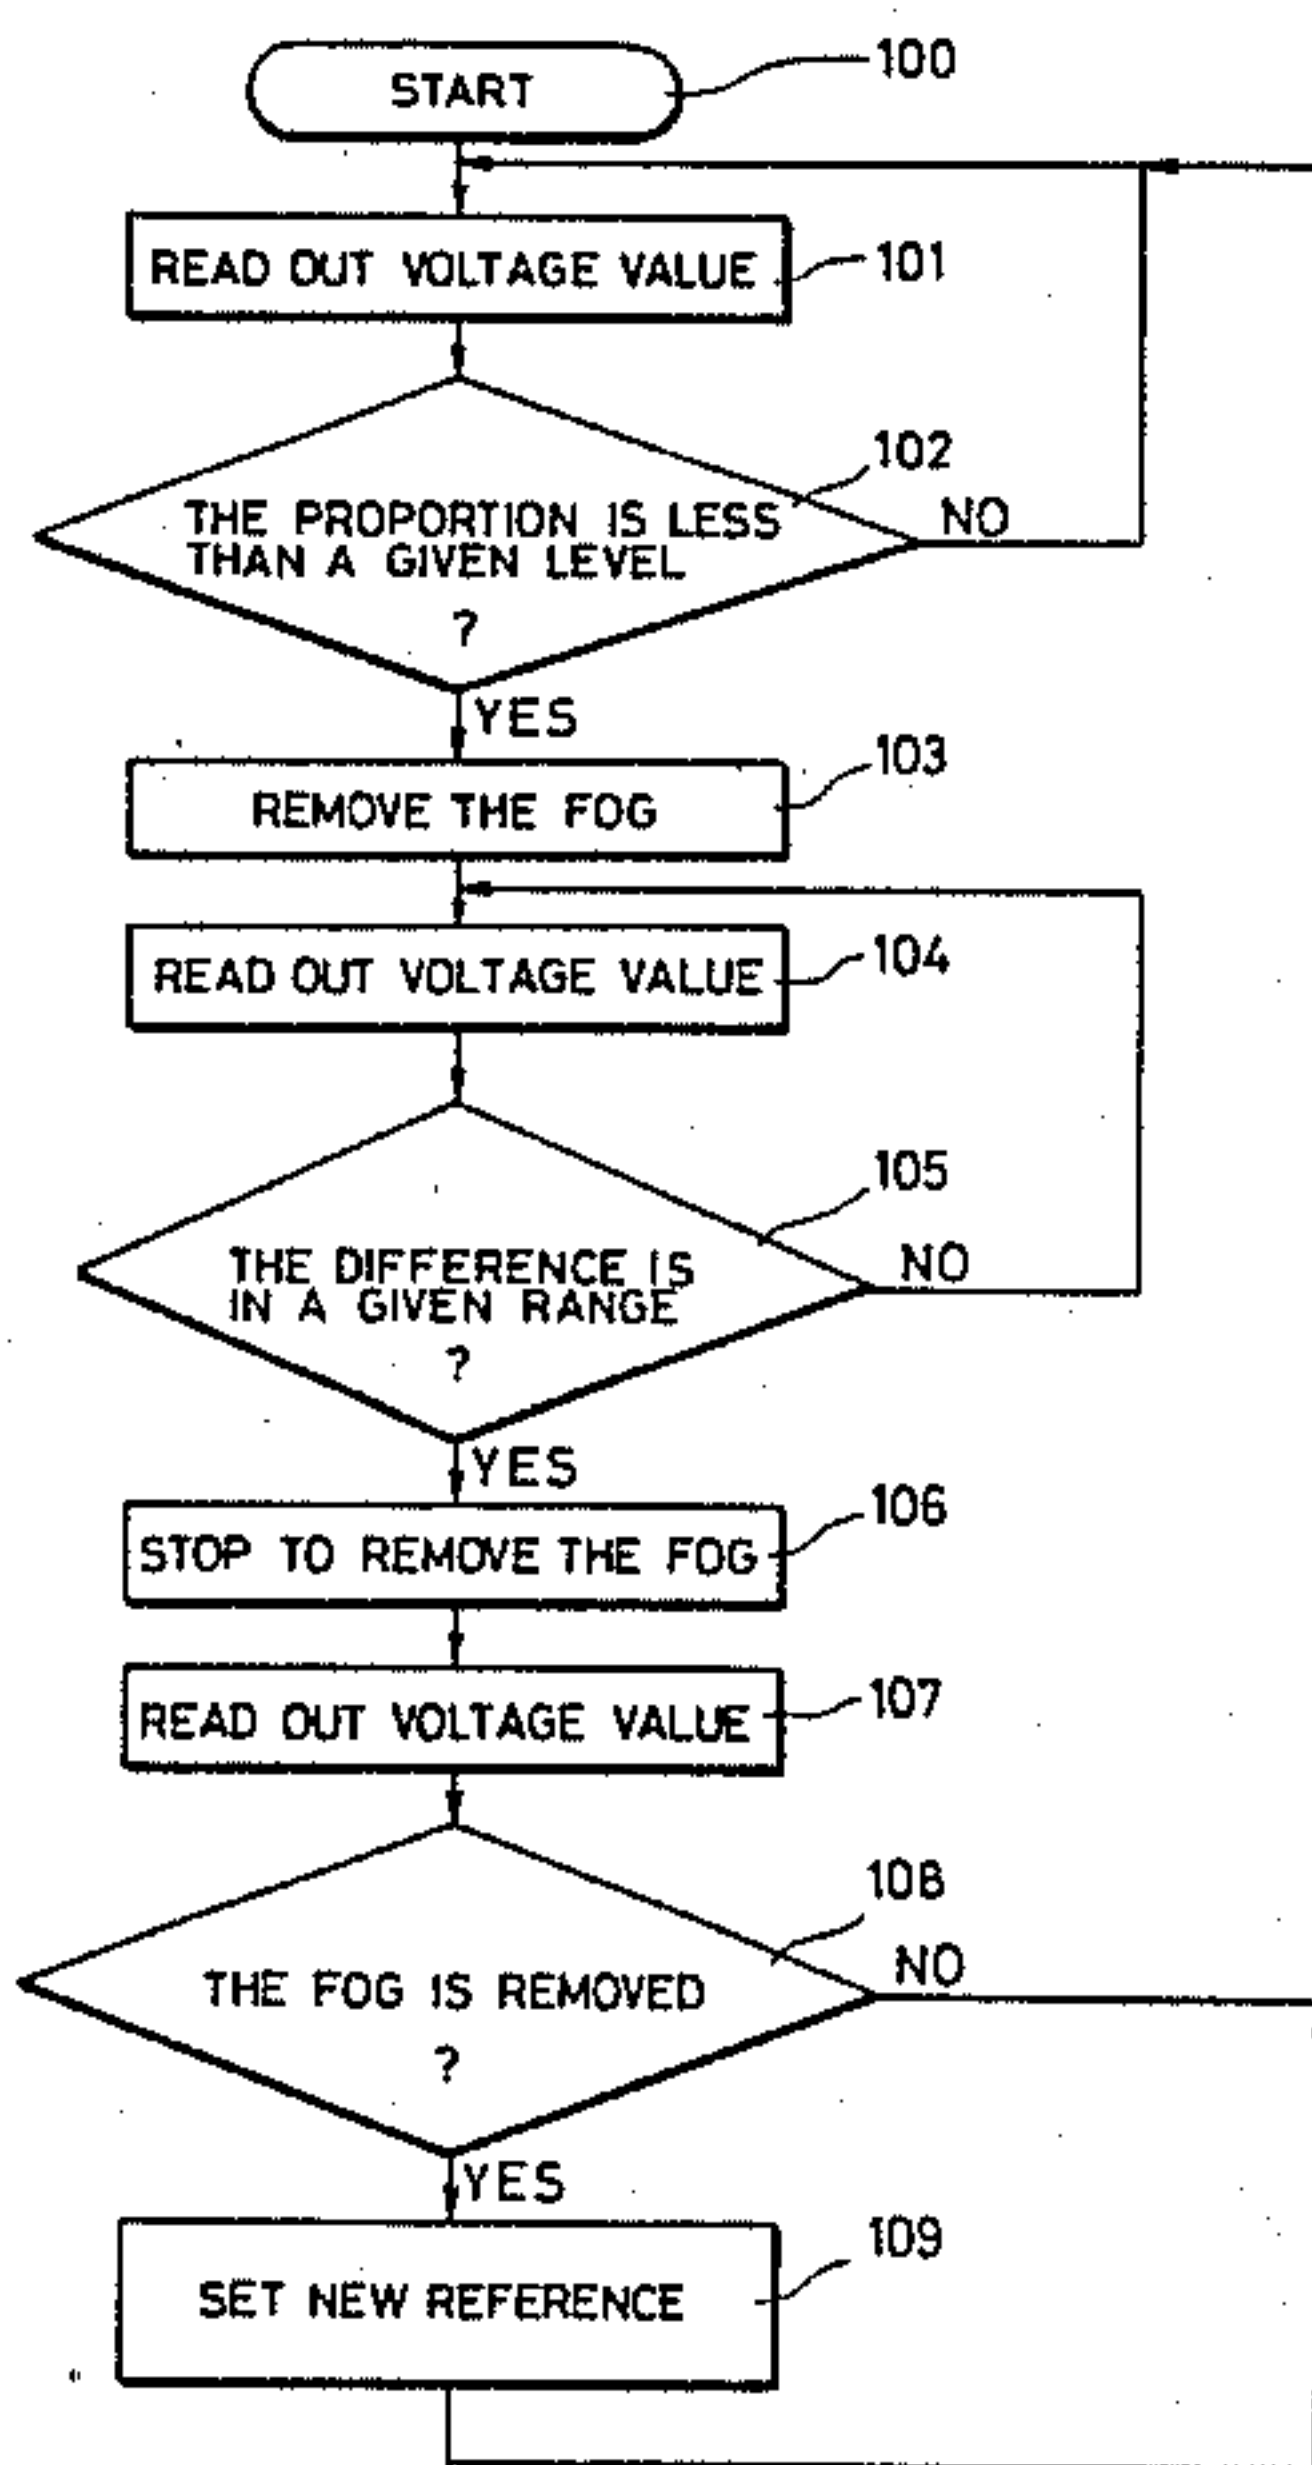 START
100
READ OUT VOLTAGE VALUE
101
102
THE PROPORTION IS LESS
THAN A GIVEN LEVEL
?
NO
YES
103
REMOVE THE FOG
READ OUT VOLTAGE VALUE
104
105
THE DIFFERENCE IS
IN A GIVEN RANGE
?
NO
YES
106
STOP TO REMOVE THE FOG
107
READ OUT VOLTAGE VALUE
108
THE FOG IS REMOVED
?
NO
YES
109
SET NEW REFERENCE